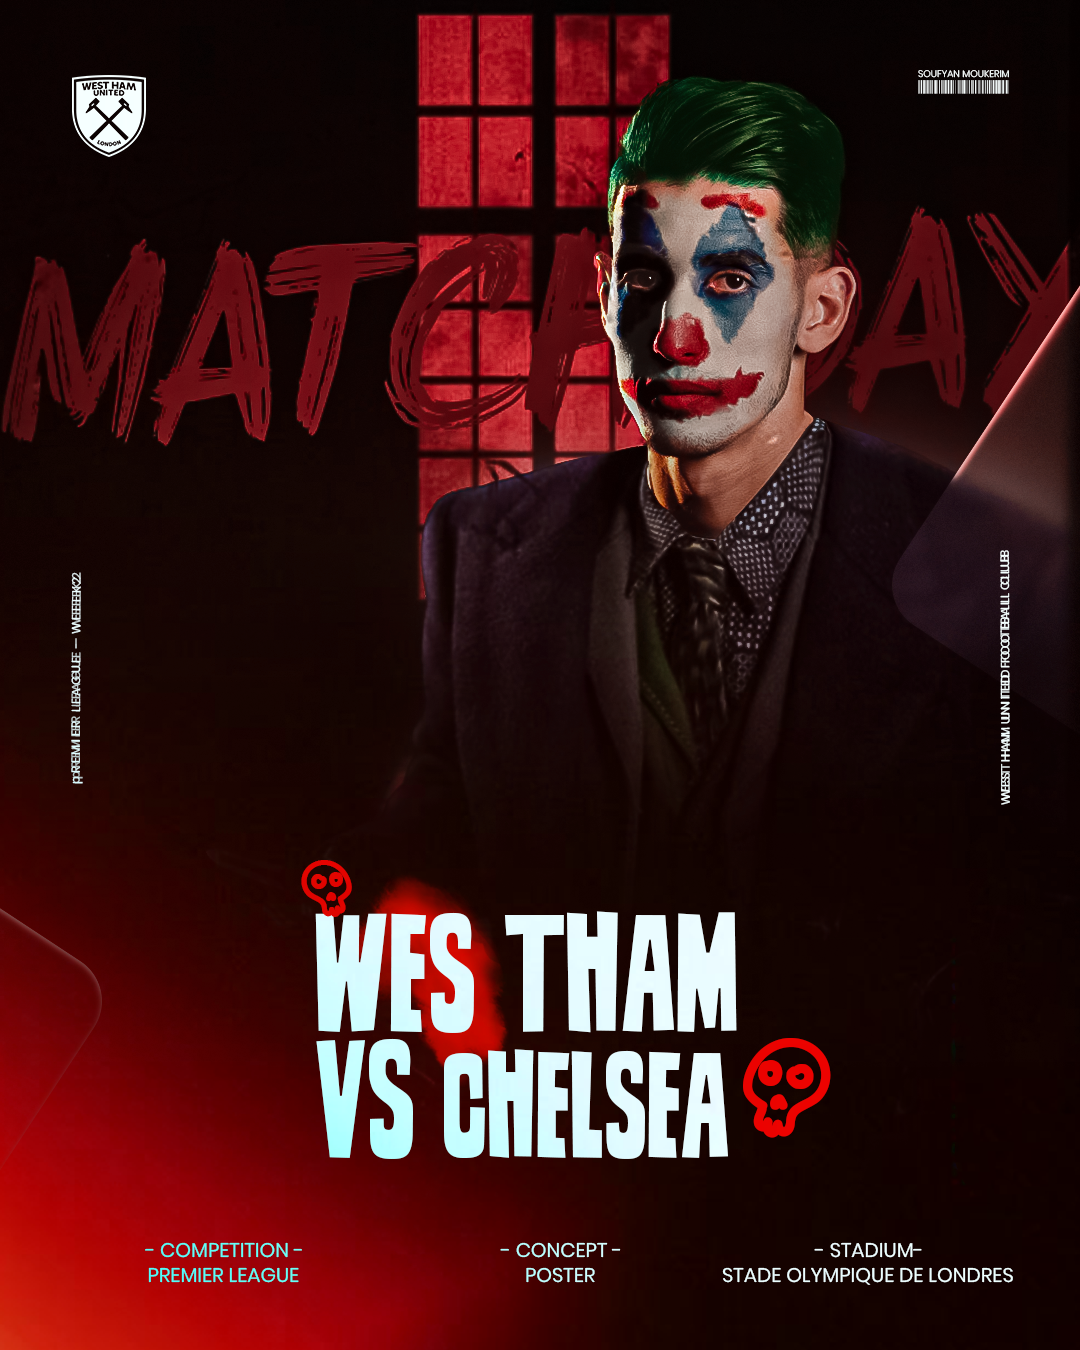 WEST HAM
UNITED
LONDON
SOUFYAN MOUKERIM
MATCHDAY
WES THAM
VS CHELSEA
- COMPETITION -
PREMIER LEAGUE
- CONCEPT -
POSTER
- STADIUM-
STADE OLYMPIQUE DE LONDRES